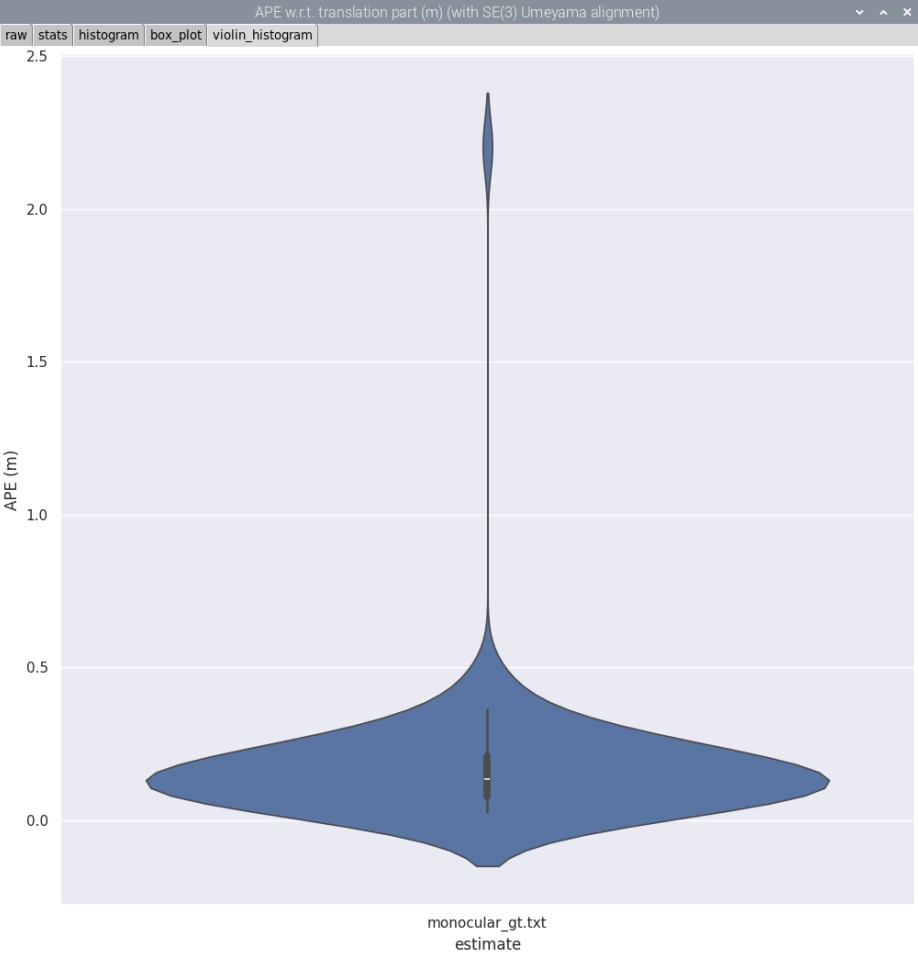 APE w.r.t. translation part (m) (with SE(3) Umeyama alignment)
raw stats histogram box_plot violin_histogram
2.5
2.0
1.5
1.0
0.5
0.0
APE (m)
monocular_gt.txt
estimate